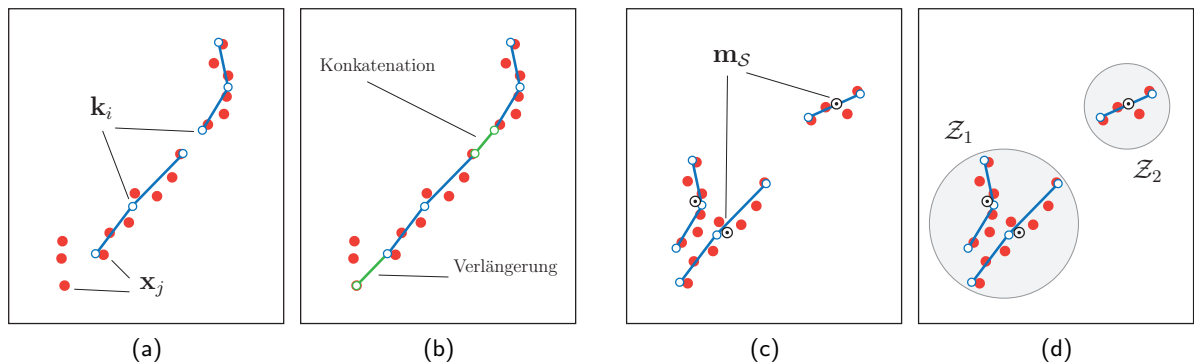 k_i
x_j
(a)
Konkatenation
Verlängerung
(b)
m_𝒮
(c)
𝒵_1
𝒵_2
(d)